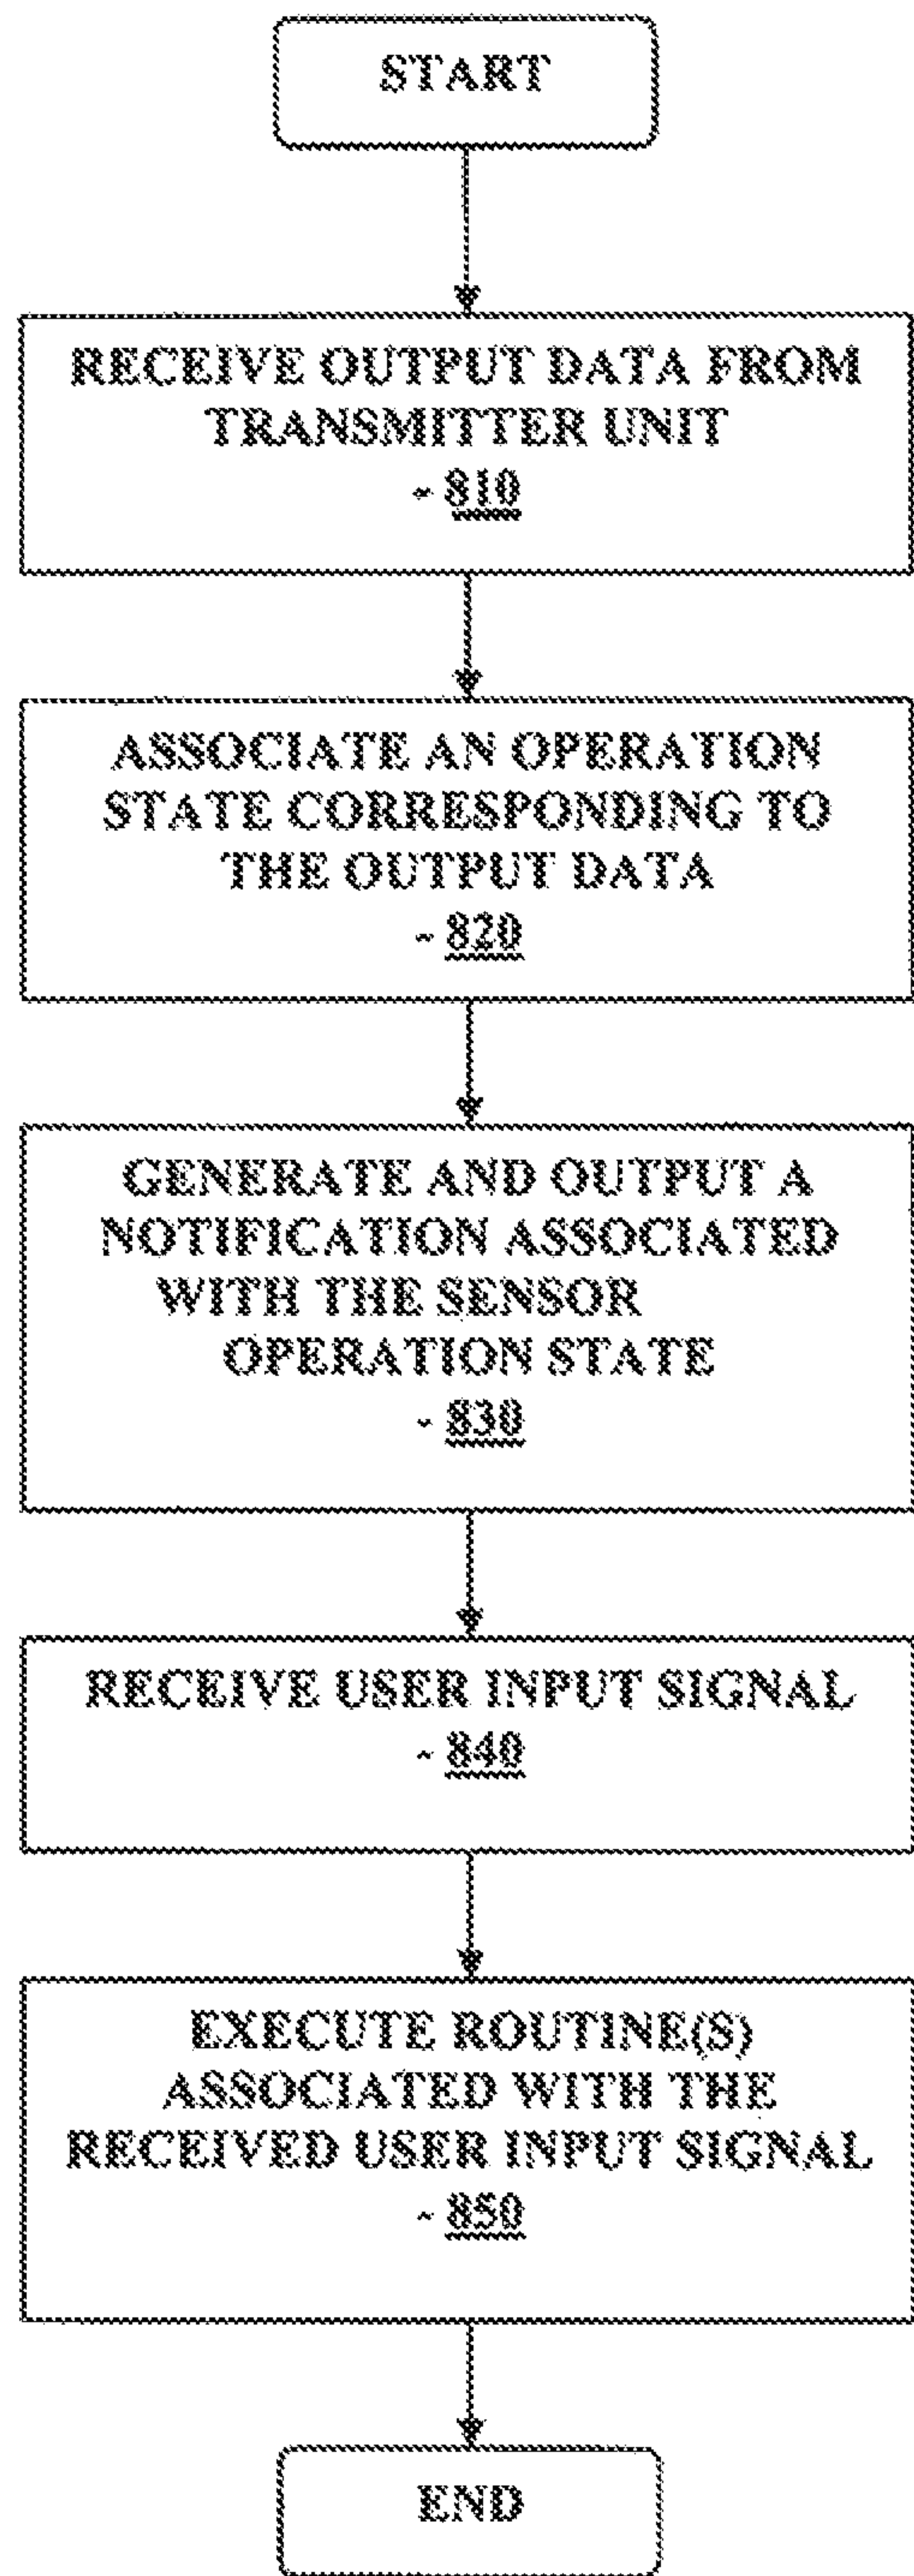 START
RECEIVE OUTPUT DATA FROM
TRANSMITTER UNIT
- 810
ASSOCIATE AN OPERATION
STATE CORRESPONDING TO
THE OUTPUT DATA
- 820
GENERATE AND OUTPUT A
NOTIFICATION ASSOCIATED
WITH THE SENSOR
OPERATION STATE
- 830
RECEIVE USER INPUT SIGNAL
- 840
EXECUTE ROUTINE(S)
ASSOCIATED WITH THE
RECEIVED USER INPUT SIGNAL
- 850
END